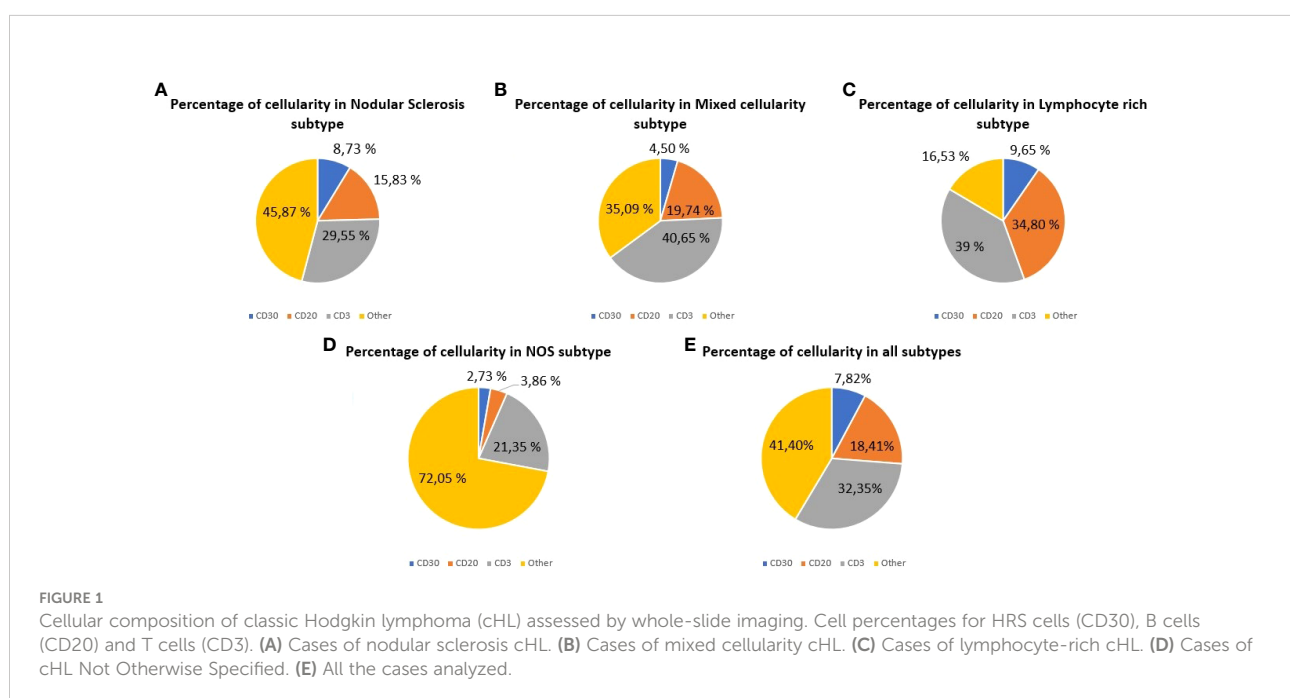 A
Percentage of cellularity in Nodular Sclerosis
subtype
8,73 %
15,83 %
45,87 %
29,55 %
CD30 CD20 CD3 Other
B
Percentage of cellularity in Mixed cellularity
subtype
4,50 %
35,09 %
19,74 %
40,65 %
CD30 CD20 CD3 Other
C
Percentage of cellularity in Lymphocyte rich
subtype
16,53 %
9,65 %
34,80 %
39 %
CD30 CD20 CD3 Other
D
Percentage of cellularity in NOS subtype
2,73 %
3,86 %
21,35 %
72,05 %
CD30 CD20 CD3 Other
E
Percentage of cellularity in all subtypes
7,82%
41,40%
18,41%
32,35%
CD30 CD20 CD3 Other
FIGURE 1
Cellular composition of classic Hodgkin lymphoma (cHL) assessed by whole-slide imaging. Cell percentages for HRS cells (CD30), B cells
(CD20) and T cells (CD3). (A) Cases of nodular sclerosis cHL. (B) Cases of mixed cellularity cHL. (C) Cases of lymphocyte-rich cHL. (D) Cases of
cHL Not Otherwise Specified. (E) All the cases analyzed.